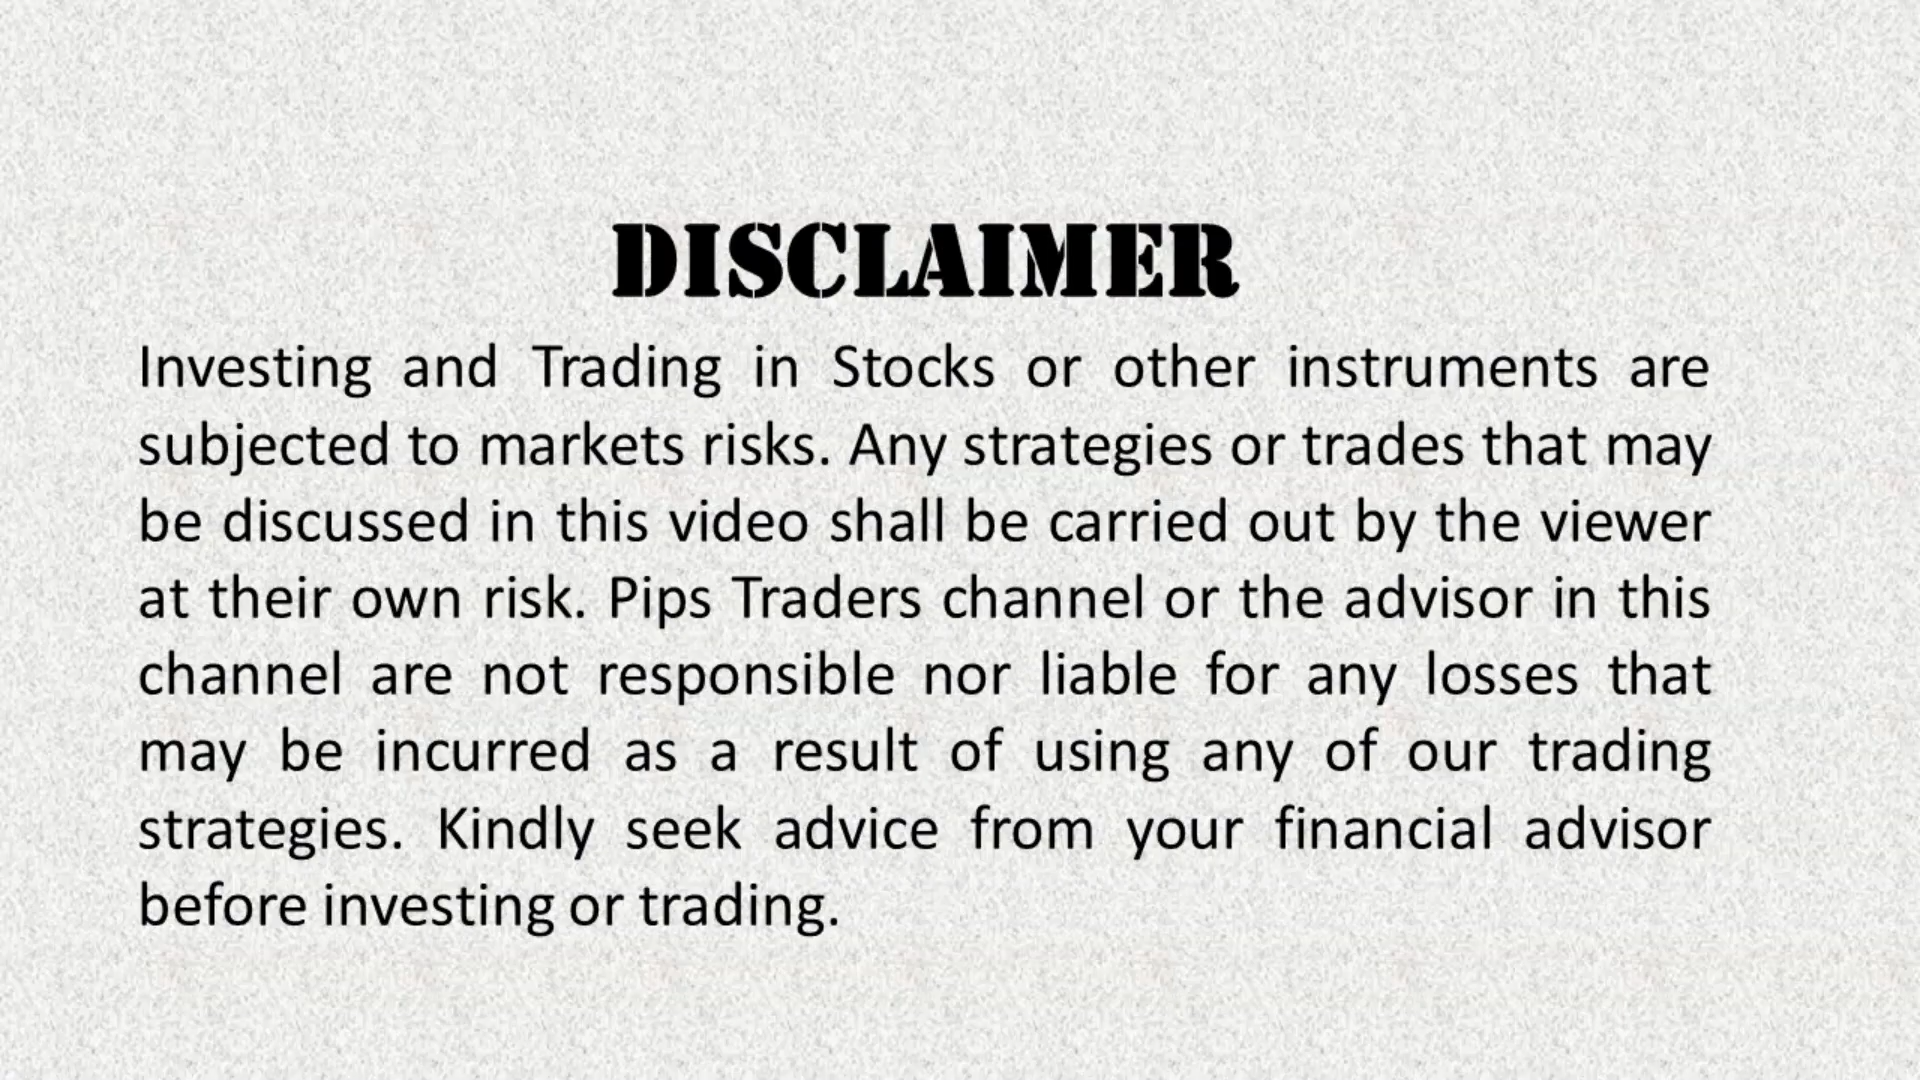 DISCLAIMER
Investing and Trading in Stocks or other instruments are
subjected to markets risks. Any strategies or trades that may
be discussed in this video shall be carried out by the viewer
at their own risk. Pips Traders channel or the advisor in this
channel are not responsible nor liable for any losses that
may be incurred as a result of using any of our trading
strategies. Kindly seek advice from your financial advisor
before investing or trading.